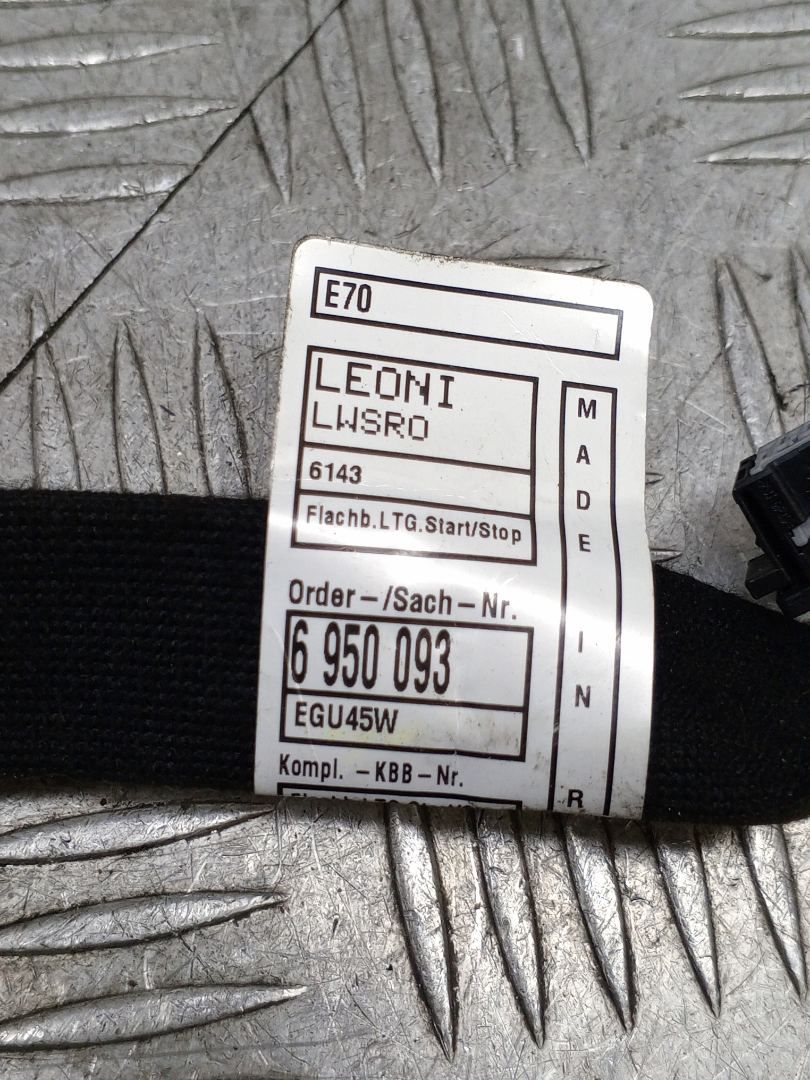 E70
LEONI
LWSRO
6143
Flachb.LTG.Start/Stop
Order-/Sach-Nr.
6 950 093
EGU45W
Kompl. -KBB-Nr.
MADE IN R